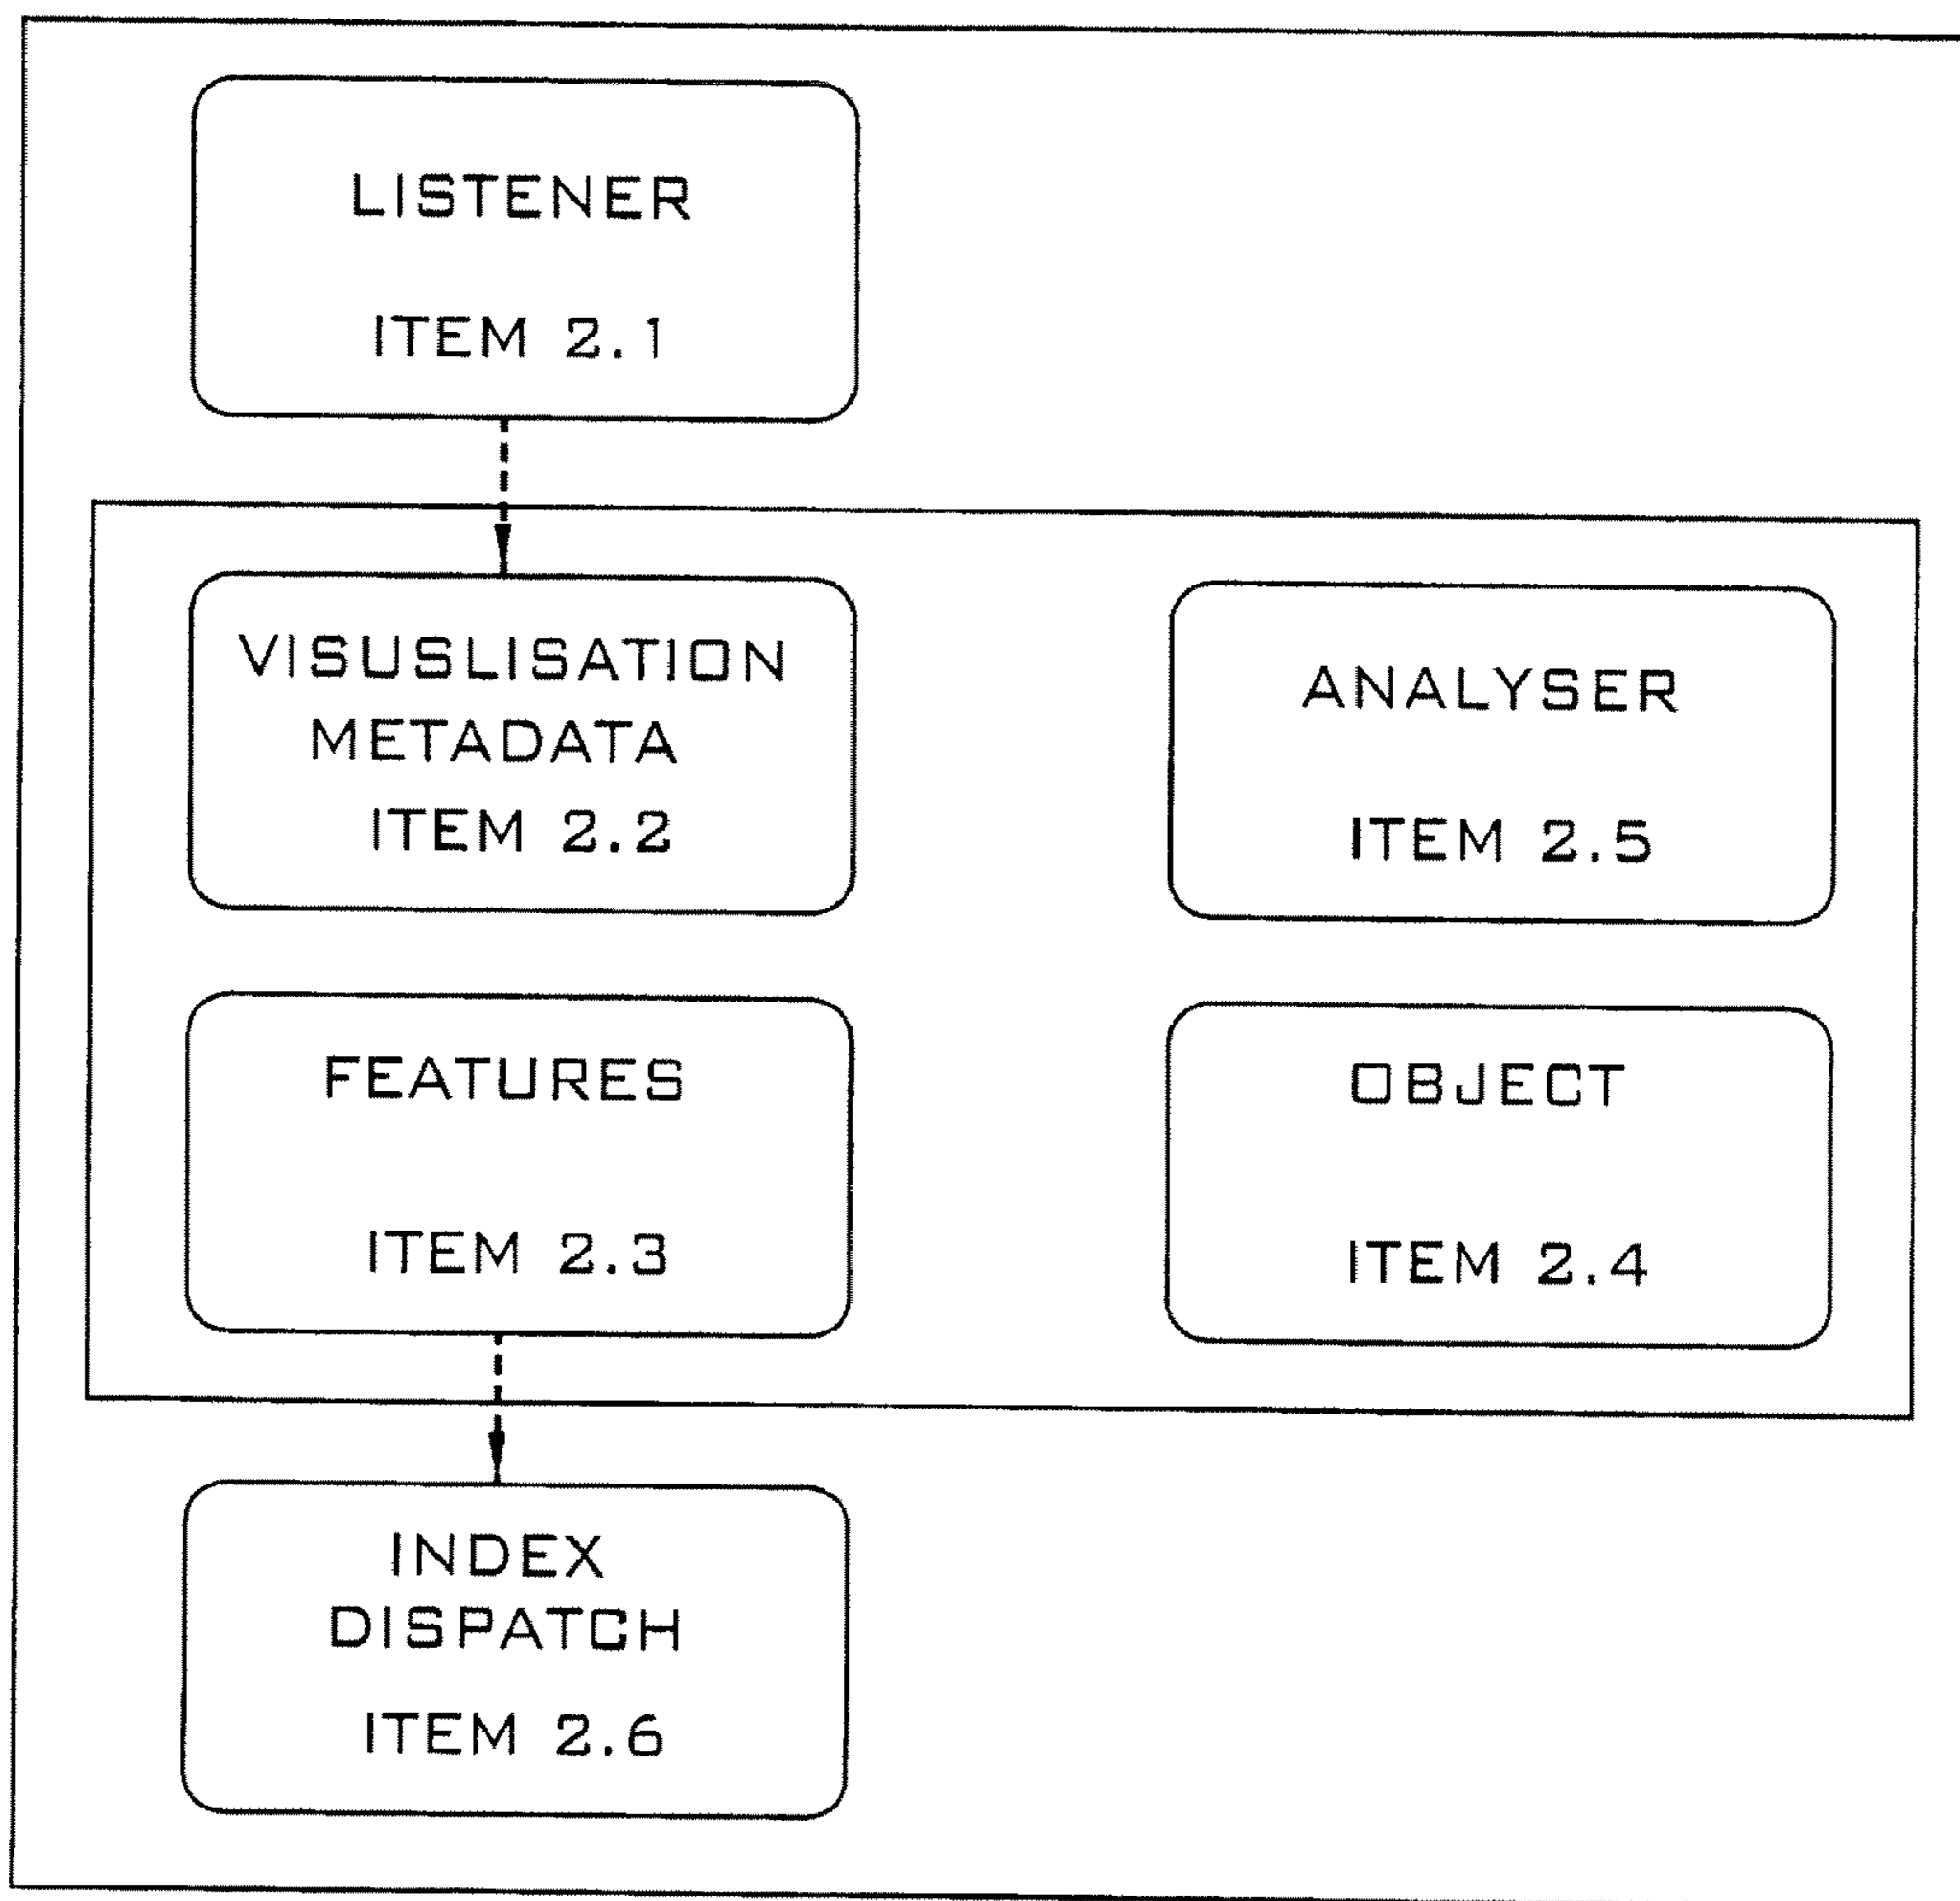 LISTENER
ITEM 2.1
VISUSLISATION
METADATA
ITEM 2.2
ANALYSER
ITEM 2.5
FEATURES
ITEM 2.3
OBJECT
ITEM 2.4
INDEX
DISPATCH
ITEM 2.6